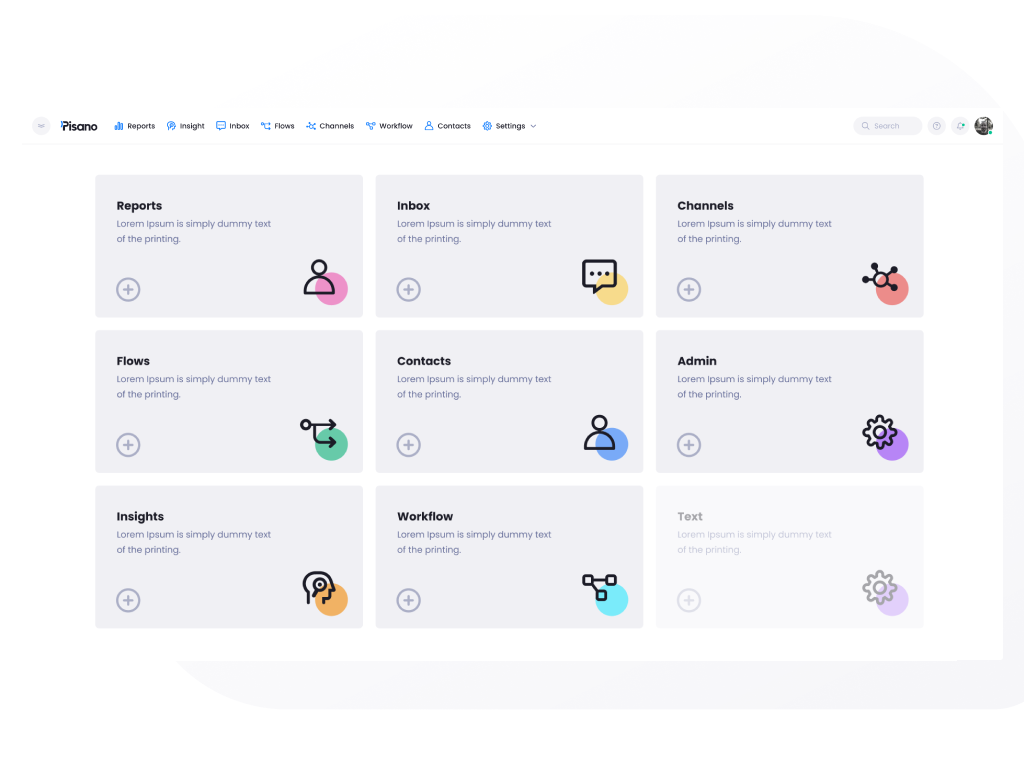 Pisano
Reports
Insight
Inbox
Flows
Channels
Workflow
Contacts
Settings
Search
Reports
Lorem Ipsum is simply dummy text
of the printing.
Inbox
Lorem Ipsum is simply dummy text
of the printing.
Channels
Lorem Ipsum is simply dummy text
of the printing.
Flows
Lorem Ipsum is simply dummy text
of the printing.
Contacts
Lorem Ipsum is simply dummy text
of the printing.
Admin
Lorem Ipsum is simply dummy text
of the printing.
Insights
Lorem Ipsum is simply dummy text
of the printing.
Workflow
Lorem Ipsum is simply dummy text
of the printing.
Text
Lorem Ipsum is simply dummy text
of the printing.